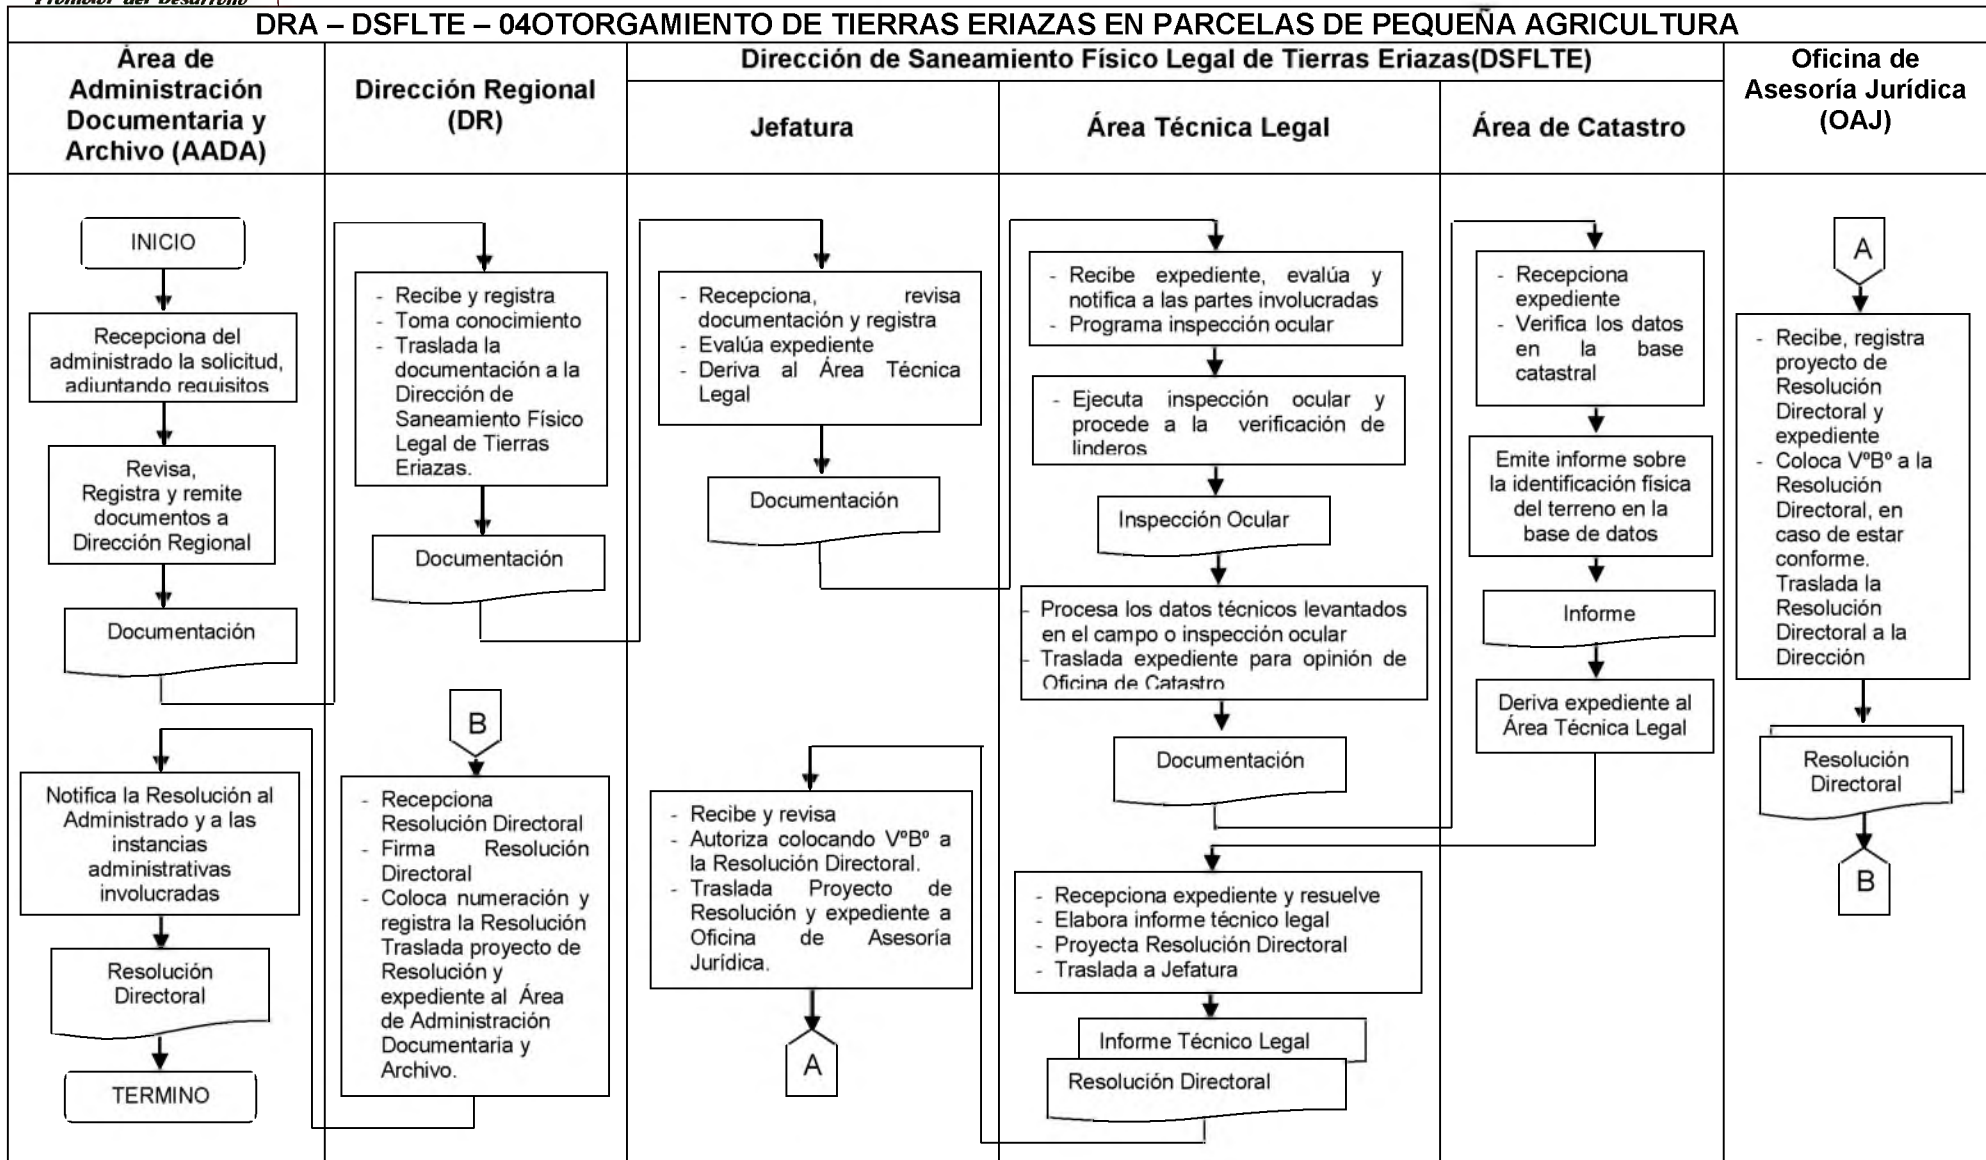 Promotor del Desarrollo
DRA – DSFLTE – 04OTORGAMIENTO DE TIERRAS ERIAZAS EN PARCELAS DE PEQUEÑA AGRICULTURA
Área de
Administración
Documentaria y
Archivo (AADA)
Dirección Regional
(DR)
Dirección de Saneamiento Físico Legal de Tierras Eriazas(DSFLTE)
Jefatura
Área Técnica Legal
Área de Catastro
Oficina de
Asesoría Jurídica
(OAJ)
INICIO
Recepciona del
administrado la solicitud,
adjuntando requisitos
Revisa,
Registra y remite
documentos a
Dirección Regional
Documentación
Notifica la Resolución al
Administrado y a las
instancias
administrativas
involucradas
Resolución
Directoral
TERMINO
- Recibe y registra
- Toma conocimiento
- Traslada la
documentación a la
Dirección de
Saneamiento Físico
Legal de Tierras
Eriazas.
Documentación
B
- Recepciona
Resolución Directoral
- Firma Resolución
Directoral
- Coloca numeración y
registra la Resolución
Traslada proyecto de
Resolución y
expediente al Área
de Administración
Documentaria y
Archivo.
- Recepciona, revisa
documentación y registra
- Evalúa expediente
- Deriva al Área Técnica
Legal
Documentación
- Recibe y revisa
- Autoriza colocando VºBº a
la Resolución Directoral.
- Traslada Proyecto de
Resolución y expediente a
Oficina de Asesoría
Jurídica.
A
- Recibe expediente, evalúa y
notifica a las partes involucradas
- Programa inspección ocular
- Ejecuta inspección ocular y
procede a la verificación de
linderos
Inspección Ocular
- Procesa los datos técnicos levantados
en el campo o inspección ocular
- Traslada expediente para opinión de
Oficina de Catastro
Documentación
- Recepciona expediente y resuelve
- Elabora informe técnico legal
- Proyecta Resolución Directoral
- Traslada a Jefatura
Informe Técnico Legal
Resolución Directoral
- Recepciona
expediente
- Verifica los datos
en la base
catastral
Emite informe sobre
la identificación física
del terreno en la
base de datos
Informe
Deriva expediente al
Área Técnica Legal
A
- Recibe, registra
proyecto de
Resolución
Directoral y
expediente
- Coloca VºBº a la
Resolución
Directoral, en
caso de estar
conforme.
Traslada la
Resolución
Directoral a la
Dirección
Resolución
Directoral
B